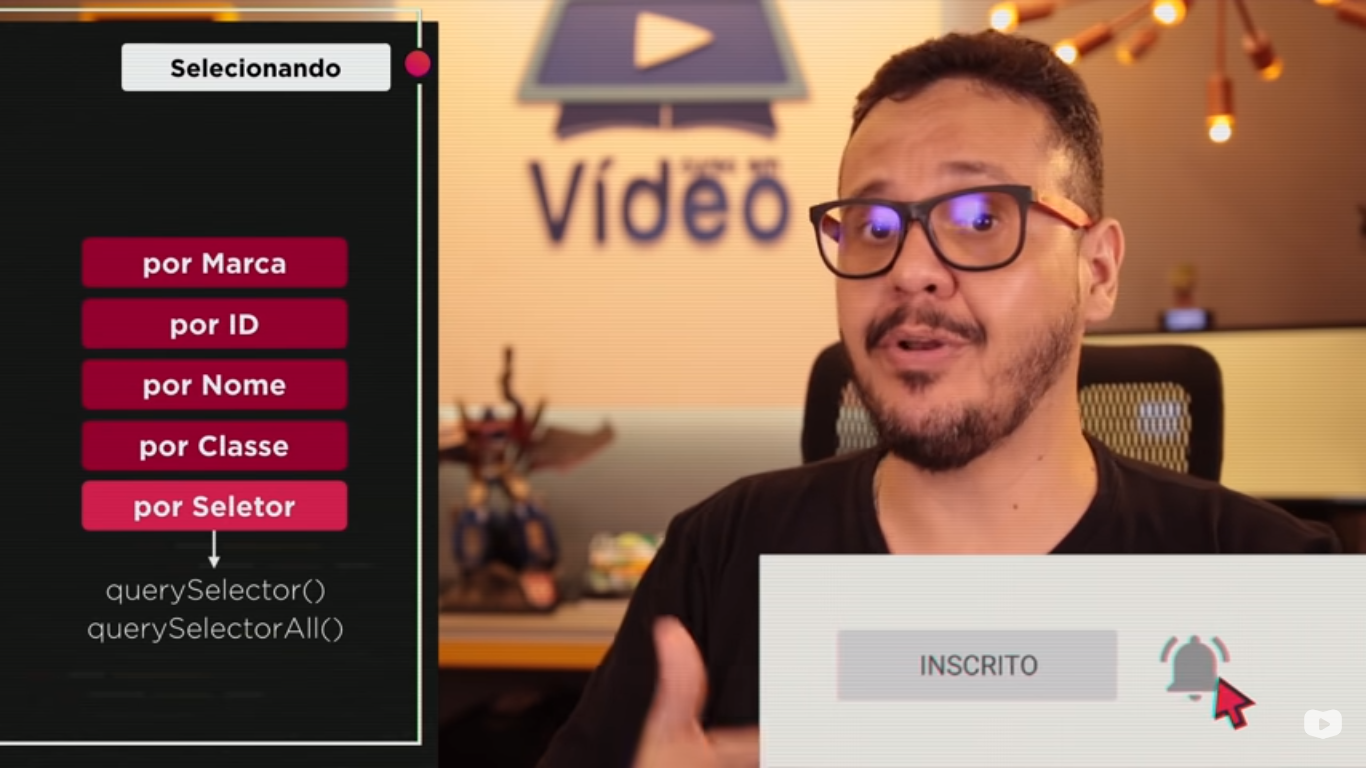 Selecionando
por Marca
por ID
por Nome
por Classe
por Seletor
querySelector()
querySelectorAll()
Vídeo
INSCRITO